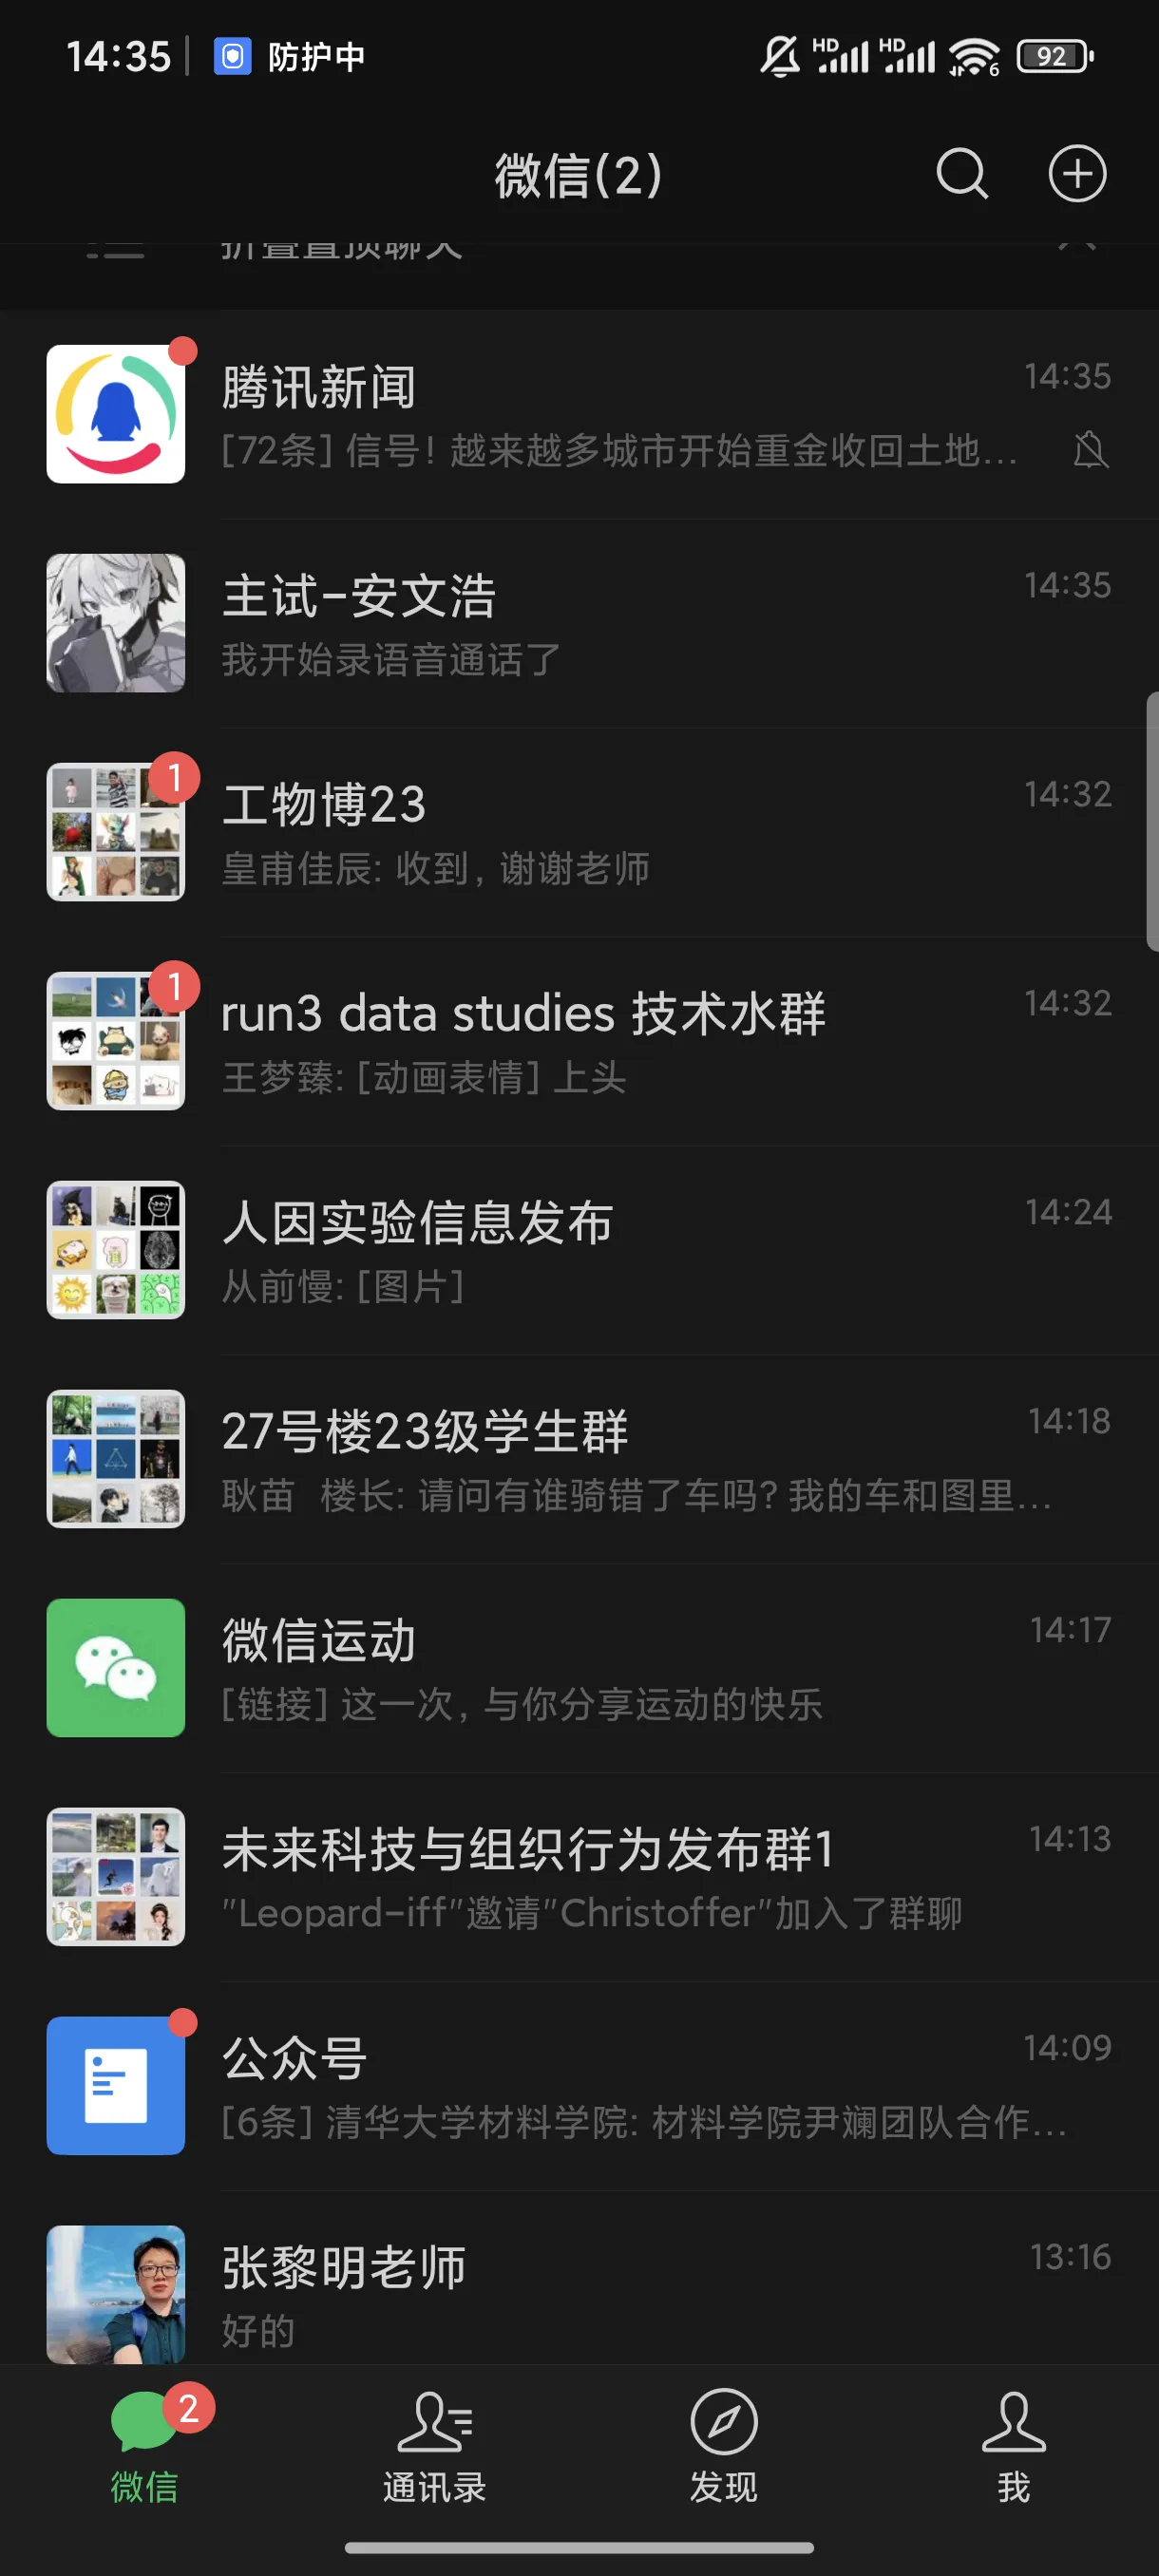 14:35 防护中 HD HD 6 92
微信(2)
折叠置顶聊天
腾讯新闻 14:35
[72条] 信号! 越来越多城市开始重金收回土地...
主试-安文浩 14:35
我开始录语音通话了
1
工物博23 14:32
皇甫佳辰: 收到, 谢谢老师
1
run3 data studies 技术水群 14:32
王梦臻: [动画表情] 上头
人因实验信息发布 14:24
从前慢: [图片]
27号楼23级学生群 14:18
耿苗 楼长: 请问有谁骑错了车吗? 我的车和图里...
微信运动 14:17
[链接] 这一次, 与你分享运动的快乐
未来科技与组织行为发布群1 14:13
"Leopard-iff"邀请"Christoffer"加入了群聊
公众号 14:09
[6条] 清华大学材料学院: 材料学院尹斓团队合作...
张黎明老师 13:16
好的
2
微信 通讯录 发现 我